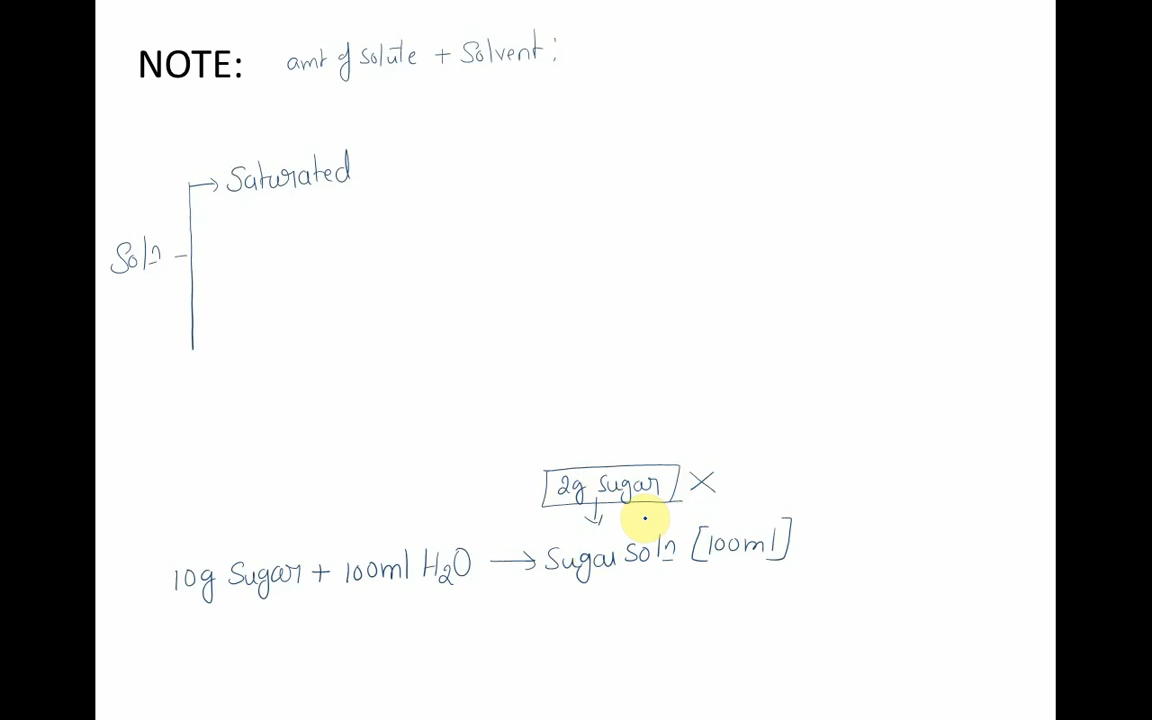 NOTE: amt of solute + Solvent;
Saturated
Soln
2g sugar X
10g Sugar + 100ml H2O → Sugar Soln [100ml]